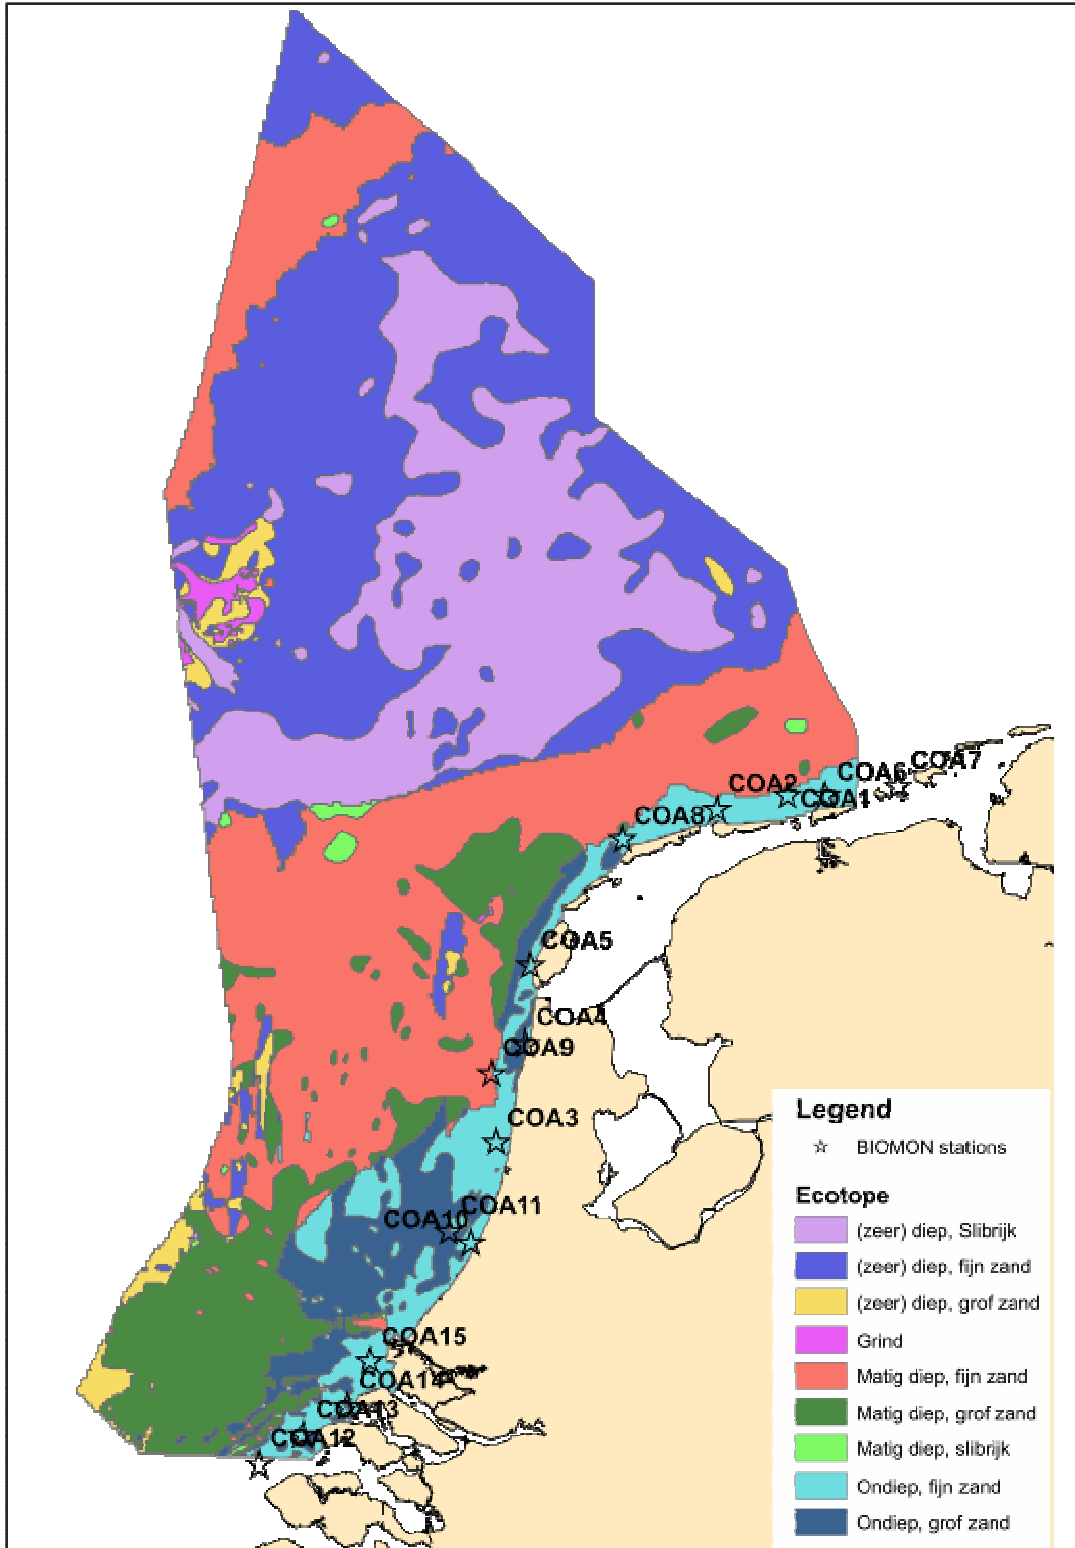 COA7
COA6
COA2
COA1
COA8
COA5
COA4
COA9
COA3
COA11
COA10
COA15
COA14
COA13
COA12
Legend
BIOMON stations
Ecotope
(zeer) diep, Slibrijk
(zeer) diep, fijn zand
(zeer) diep, grof zand
Grind
Matig diep, fijn zand
Matig diep, grof zand
Matig diep, slibrijk
Ondiep, fijn zand
Ondiep, grof zand